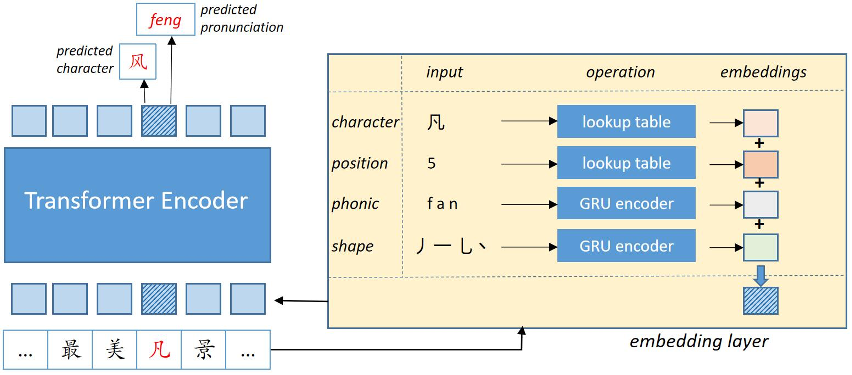 feng
predicted
pronunciation
predicted
character
风
input operation embeddings
character 凡 lookup table
+
position 5 lookup table
+
phonic f a n GRU encoder
+
shape 丿 一 乚 丶 GRU encoder
Transformer Encoder
... 最 美 凡 景 ...
embedding layer